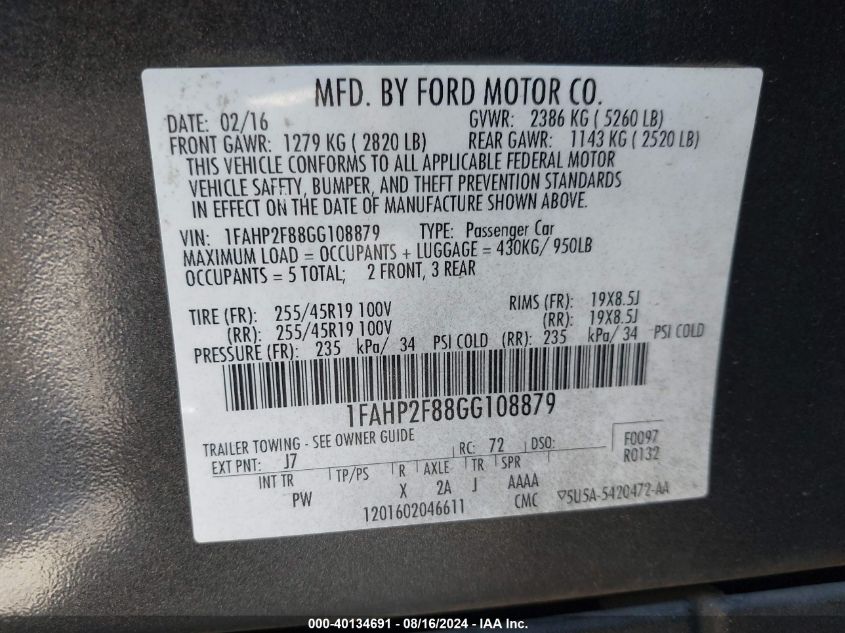 MFD. BY FORD MOTOR CO.
DATE: 02/16 GVWR: 2386 KG ( 5260 LB)
FRONT GAWR: 1279 KG ( 2820 LB) REAR GAWR: 1143 KG ( 2520 LB)
THIS VEHICLE CONFORMS TO ALL APPLICABLE FEDERAL MOTOR
VEHICLE SAFETY, BUMPER, AND THEFT PREVENTION STANDARDS
IN EFFECT ON THE DATE OF MANUFACTURE SHOWN ABOVE.
VIN: 1FAHP2F88GG108879 TYPE: Passenger Car
MAXIMUM LOAD = OCCUPANTS + LUGGAGE = 430KG/ 950LB
OCCUPANTS = 5 TOTAL; 2 FRONT, 3 REAR
TIRE (FR): 255/45R19 100V RIMS (FR): 19X8.5J
(RR): 255/45R19 100V (RR): 19X8.5J
PRESSURE (FR): 235 kPa/ 34 PSI COLD (RR): 235 kPa/ 34 PSI COLD
1FAHP2F88GG108879
TRAILER TOWING - SEE OWNER GUIDE
EXT PNT: J7 RC: 72 DSO: F0097
R0132
INT TR TP/PS R AXLE TR SPR
PW X 2A J AAAA
1201602046611 CMC 5U5A-5420472-AA
000-40134691 - 08/16/2024 - IAA Inc.